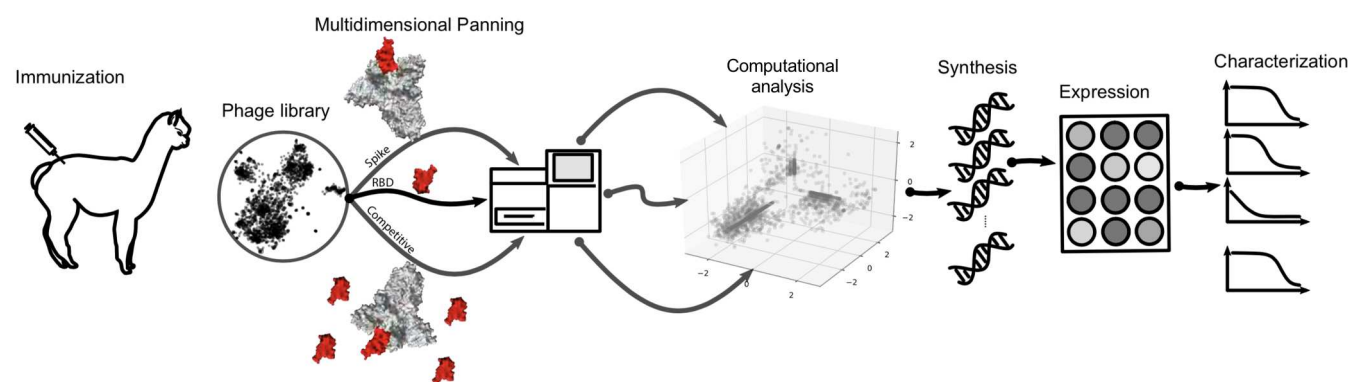 Multidimensional Panning
Immunization
Phage library
Spike
RBD
Competitive
Computational
analysis
2
0
−2
−2
0
2
−2
0
2
Synthesis
Expression
Characterization